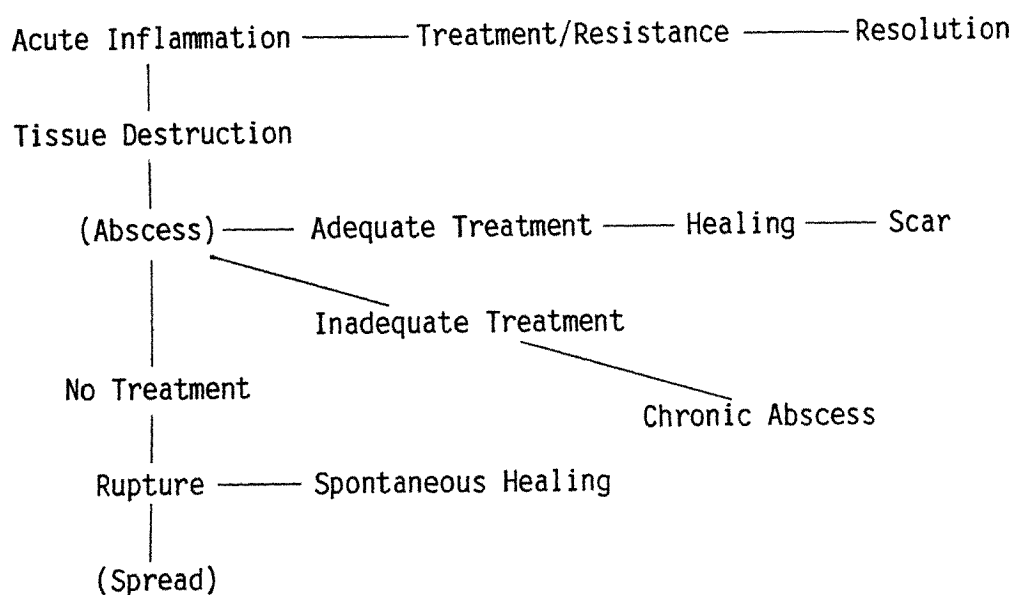 Acute Inflammation Treatment/Resistance Resolution
Tissue Destruction
(Abscess) Adequate Treatment Healing Scar
Inadequate Treatment
No Treatment
Chronic Abscess
Rupture Spontaneous Healing
(Spread)